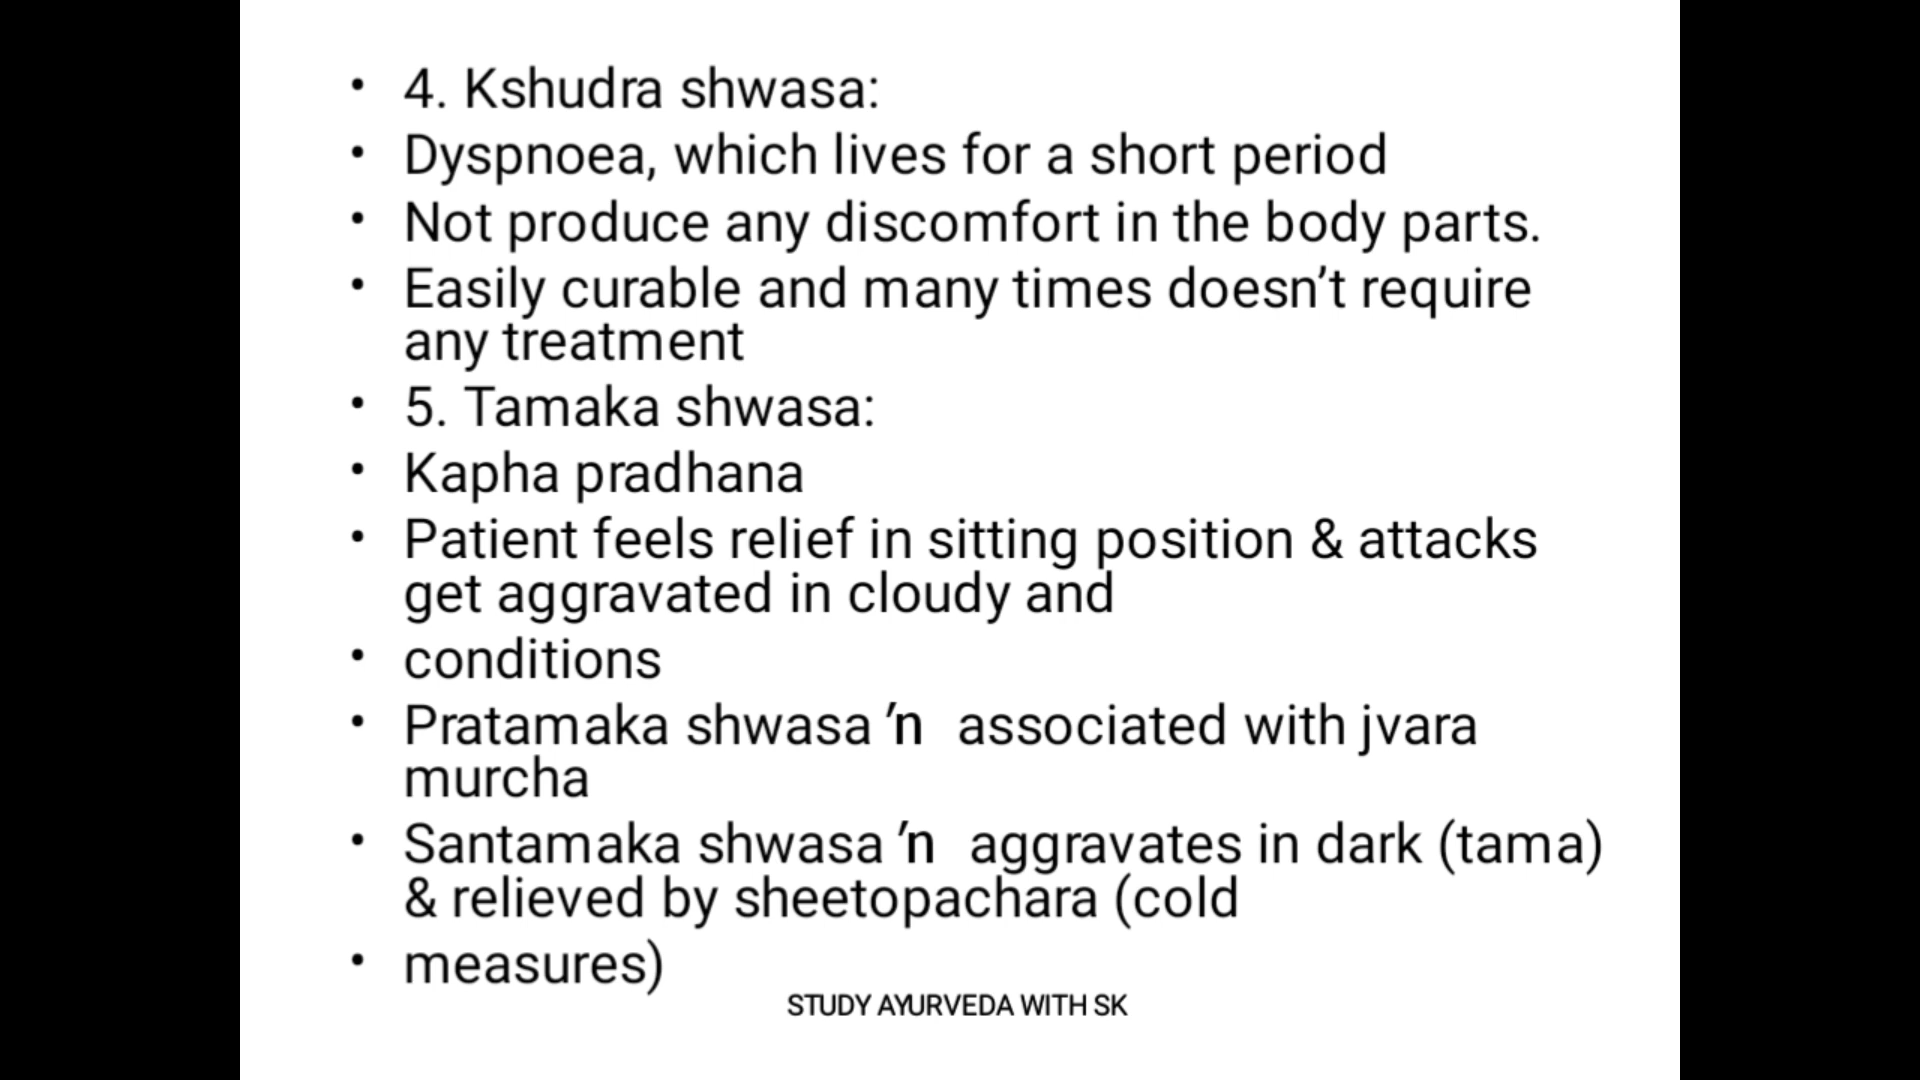 • 4. Kshudra shwasa:
• Dyspnoea, which lives for a short period
• Not produce any discomfort in the body parts.
• Easily curable and many times doesn’t require
any treatment
• 5. Tamaka shwasa:
• Kapha pradhana
• Patient feels relief in sitting position & attacks
get aggravated in cloudy and
• conditions
• Pratamaka shwasa ′n associated with jvara
murcha
• Santamaka shwasa ′n aggravates in dark (tama)
& relieved by sheetopachara (cold
• measures)
STUDY AYURVEDA WITH SK